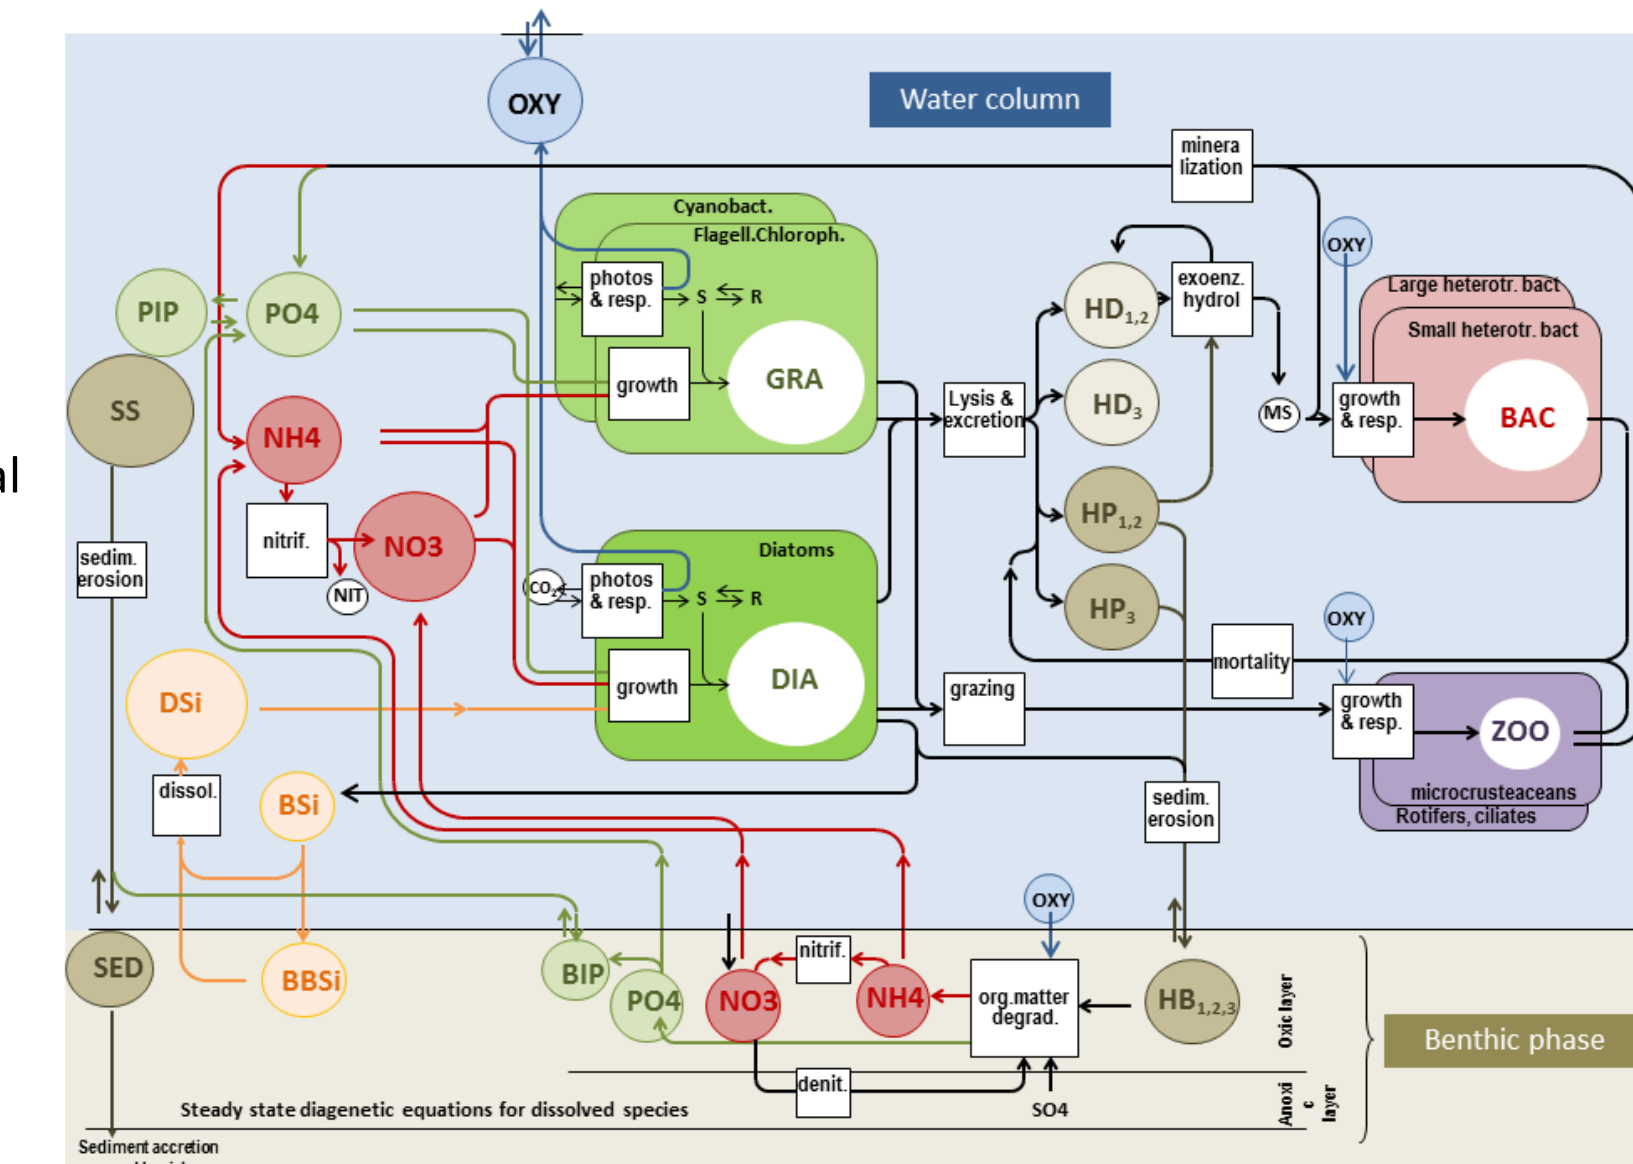 OXY
Water column
minera
lization
Cyanobact.
Flagell.Chloroph.
OXY
photos
& resp.
S
R
exoenz.
hydrol
HD1,2
Large heterotr. bact
Small heterotr. bact
PIP
PO4
GRA
growth
SS
HD3
Lysis &
excretion
MS
growth
& resp.
BAC
NH4
al
HP1,2
nitrif.
NO3
Diatoms
sedim.
erosion
NIT
CO2
photos
& resp.
S
R
HP3
OXY
mortality
DSi
growth
DIA
grazing
growth
& resp.
ZOO
dissol.
BSi
microcrusteaceans
Rotifers, ciliates
sedim.
erosion
OXY
SED
BBSi
BIP
PO4
NO3
nitrif.
NH4
org.matter
degrad.
HB1,2,3
Oxic layer
Benthic phase
denit.
SO4
Anoxi
c
layer
Steady state diagenetic equations for dissolved species
Sediment accretion